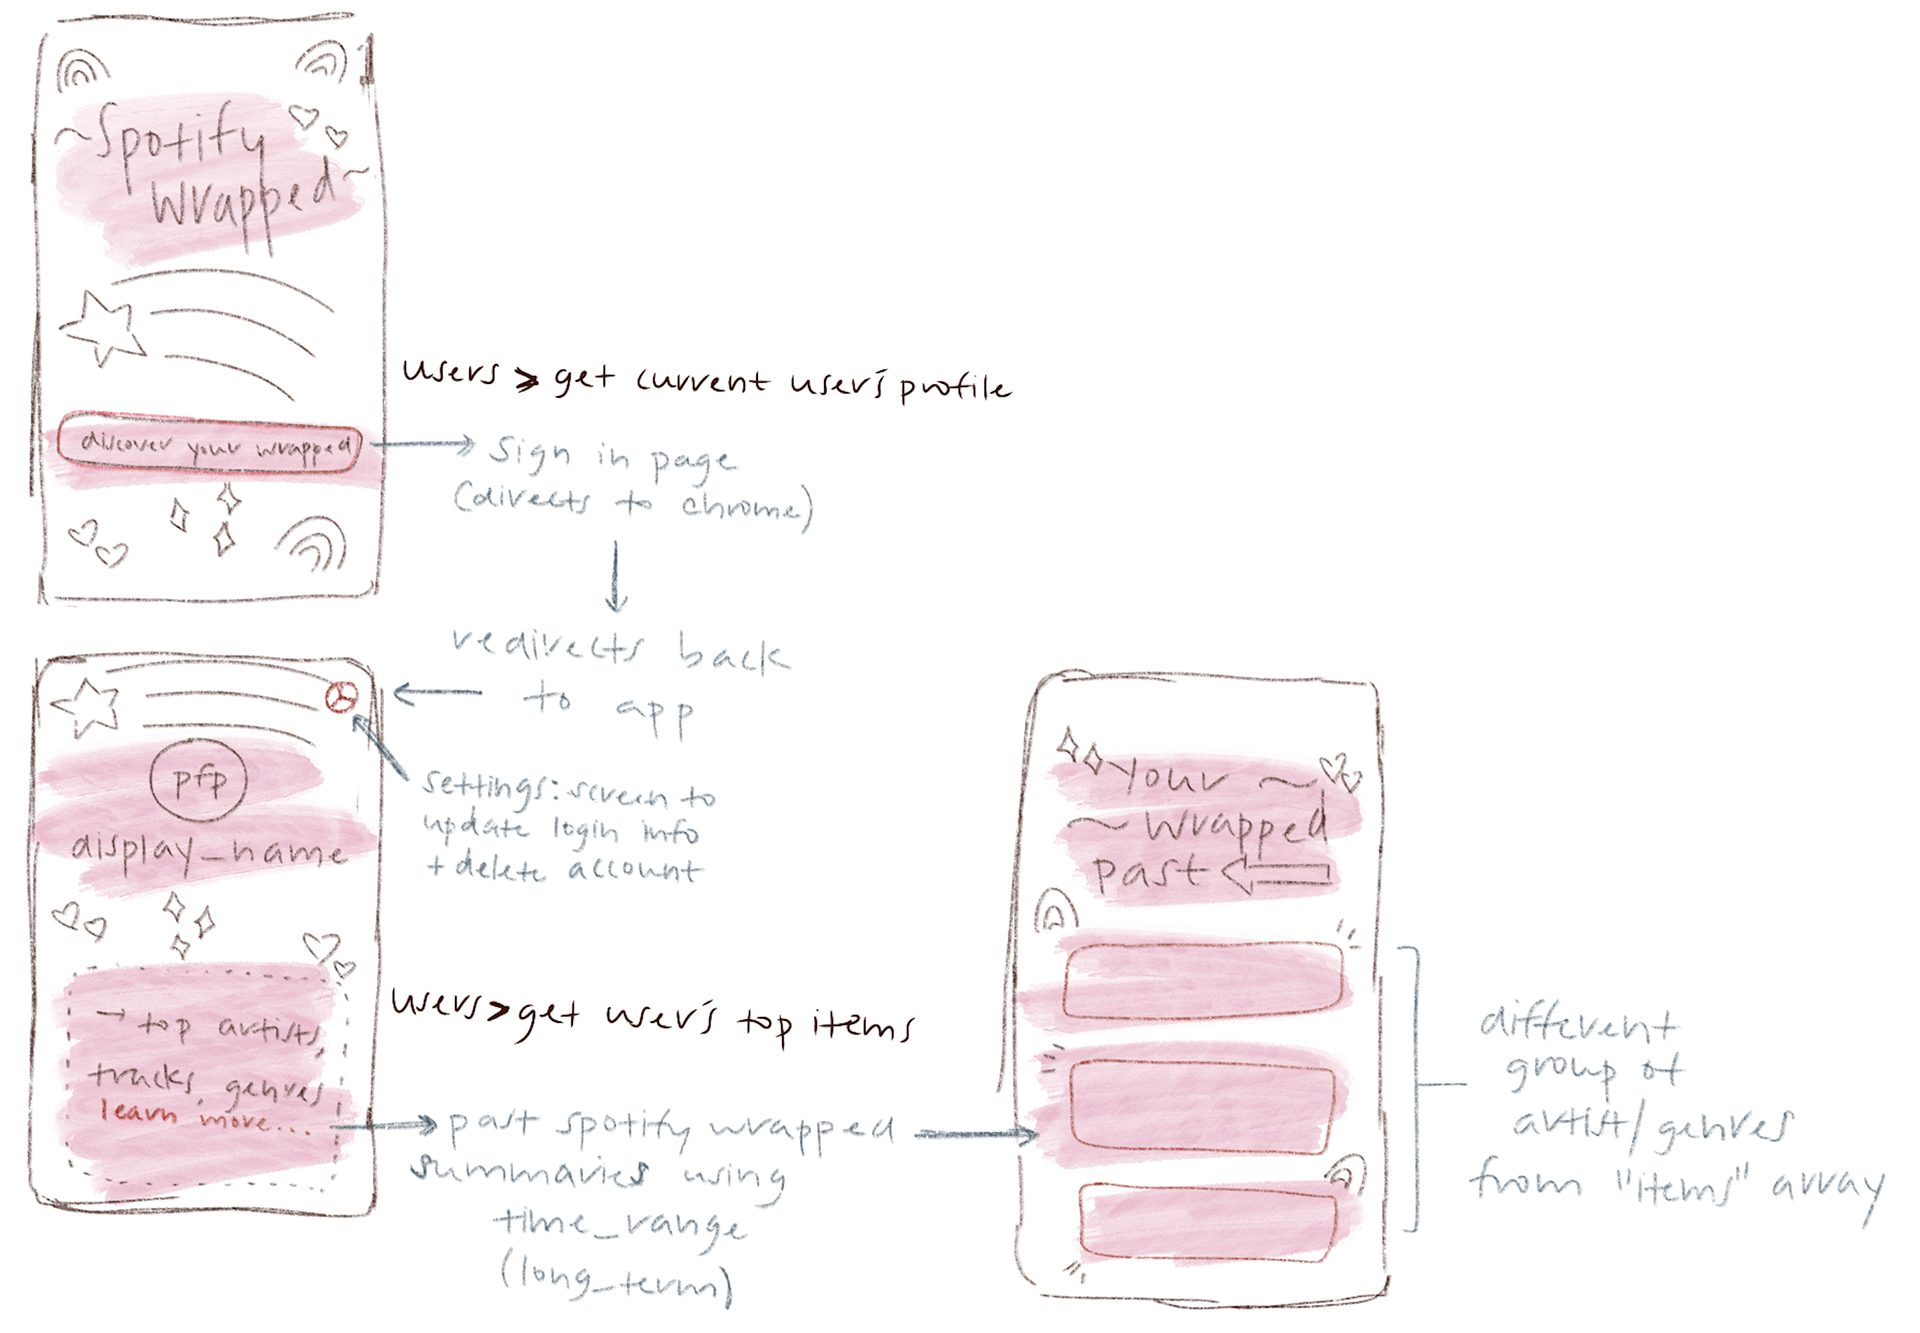 ~Spotify
Wrapped~
discover your wrapped
users > get current user's profile
Sign in page
(directs to chrome)
redirects back
to app
pfp
display_name
settings: screen to
update login info
+ delete account
→ top artists,
tracks, genres
learn more...
users > get user's top items
past spotify wrapped
summaries using
time_range
(long_term)
your ~
~ wrapped
past
different
group of
artist/genres
from "items" array